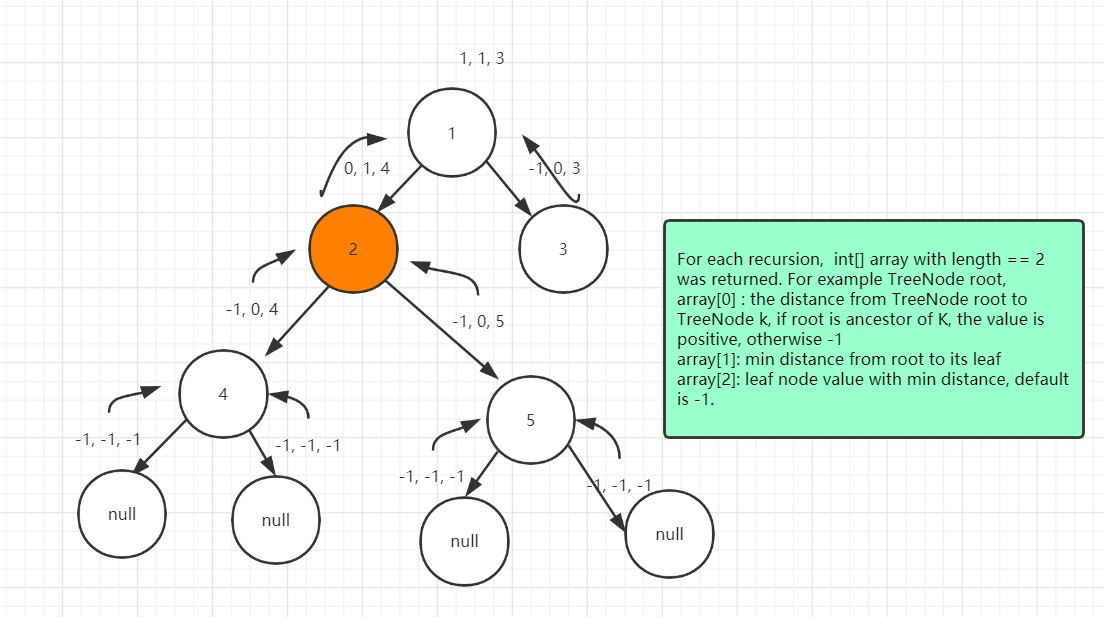 1, 1, 3
1
0, 1, 4
-1, 0, 3
2
3
-1, 0, 4
-1, 0, 5
4
5
-1, -1, -1
-1, -1, -1
-1, -1, -1
-1, -1, -1
null
null
null
null
For each recursion,  int[] array with length == 2
was returned. For example TreeNode root,
array[0] : the distance from TreeNode root to
TreeNode k, if root is ancestor of K, the value is
positive, otherwise -1
array[1]: min distance from root to its leaf
array[2]: leaf node value with min distance, default
is -1.